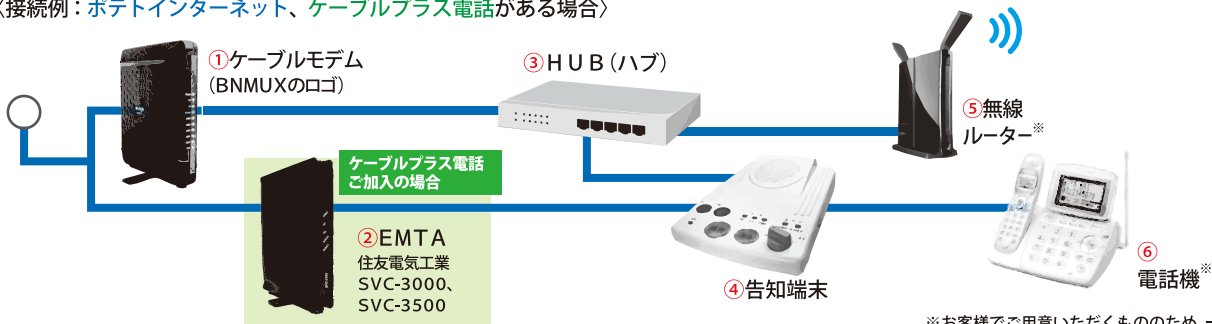 〈接続例：ポテトインターネット、ケーブルプラス電話がある場合〉
①ケーブルモデム
（BNMUXのロゴ）
③ＨＵＢ（ハブ）
⑤無線
ルーター※
ケーブルプラス電話
ご加入の場合
②EMTA
住友電気工業
SVC-3000、
SVC-3500
④告知端末
⑥
電話機※
※お客様でご用意いただくもののため